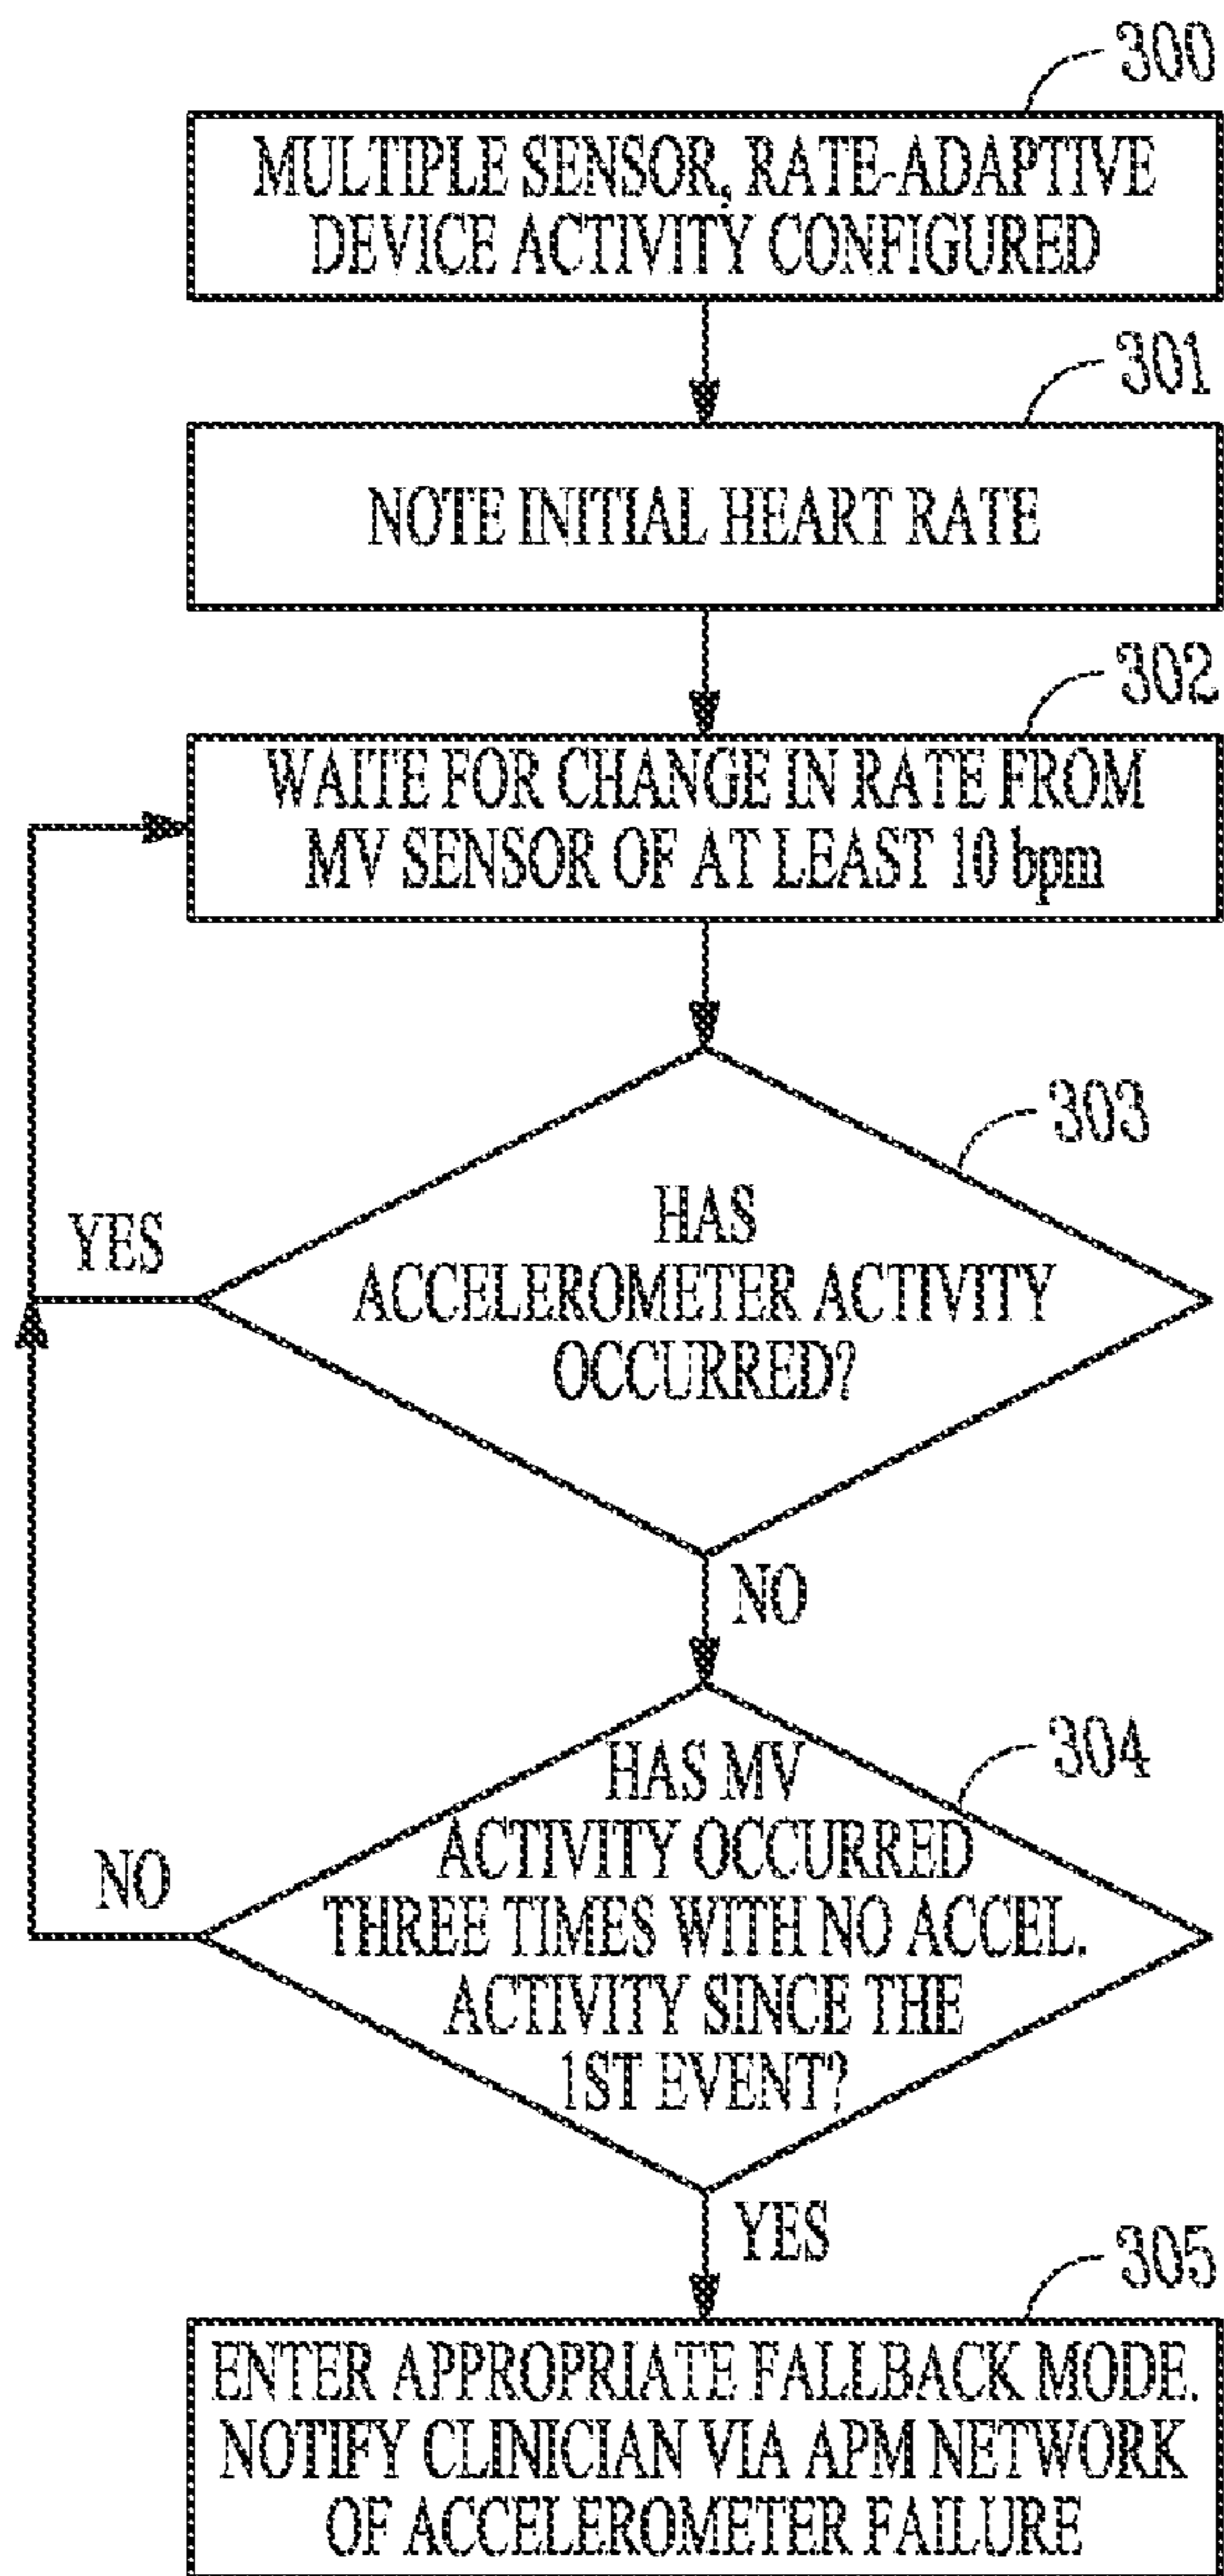 300
MULTIPLE SENSOR, RATE-ADAPTIVE
DEVICE ACTIVITY CONFIGURED
301
NOTE INITIAL HEART RATE
302
WAITE FOR CHANGE IN RATE FROM
MV SENSOR OF AT LEAST 10 bpm
303
YES
HAS
ACCELEROMETER ACTIVITY
OCCURRED?
NO
304
NO
HAS MV
ACTIVITY OCCURRED
THREE TIMES WITH NO ACCEL.
ACTIVITY SINCE THE
1ST EVENT?
YES
305
ENTER APPROPRIATE FALLBACK MODE.
NOTIFY CLINICIAN VIA APM NETWORK
OF ACCELEROMETER FAILURE